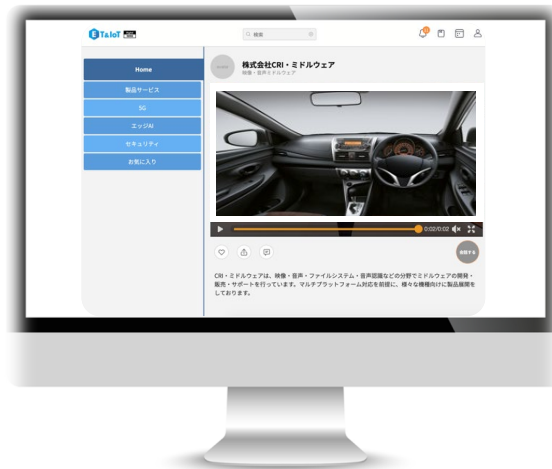 ET&IoT
検索
Home
製品サービス
5G
エッジAI
セキュリティ
お気に入り
株式会社CRI・ミドルウェア
映像・音声ミドルウェア
0:02/0:02
CRI・ミドルウェアは、映像・音声・ファイルシステム・音声認識などの分野でミドルウェアの開発・
販売・サポートを行っています。マルチプラットフォーム対応を前提に、様々な機種向けに製品展開を
しております。